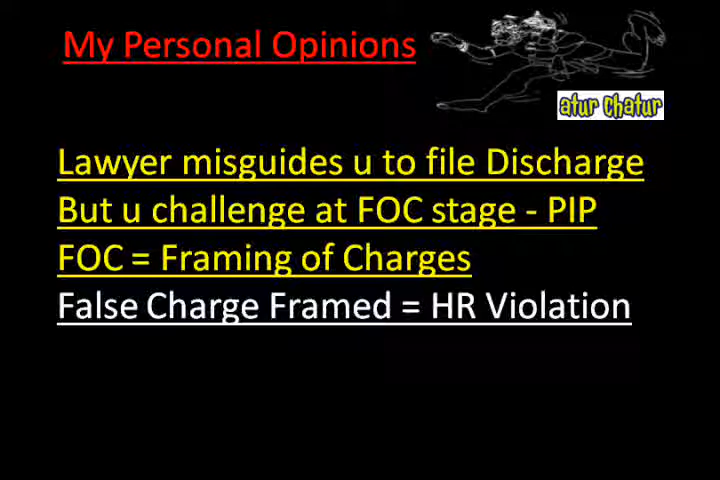 My Personal Opinions
atur chatur
Lawyer misguides u to file Discharge
But u challenge at FOC stage - PIP
FOC = Framing of Charges
False Charge Framed = HR Violation